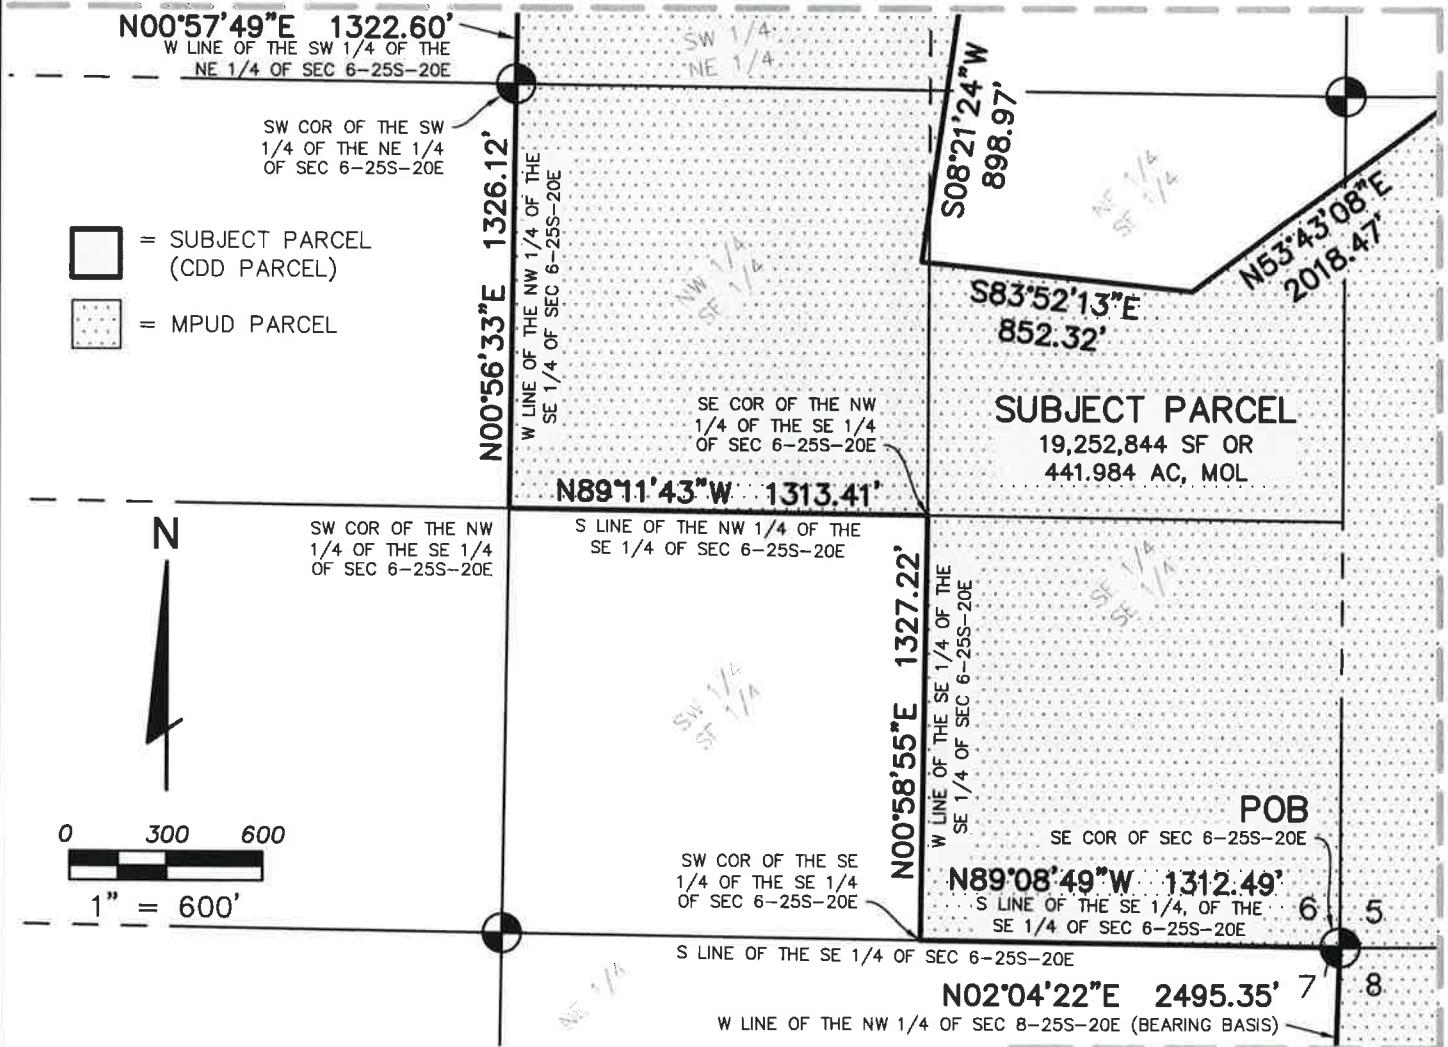 N00°57'49"E 1322.60'
W LINE OF THE SW 1/4 OF THE
NE 1/4 OF SEC 6-25S-20E
SW 1/4
NE 1/4
SW COR OF THE SW
1/4 OF THE NE 1/4
OF SEC 6-25S-20E
S08°21'24"W
898.97'
NE 1/4
SE 1/4
N00°56'33"E 1326.12'
W LINE OF THE NW 1/4 OF THE
SE 1/4 OF SEC 6-25S-20E
= SUBJECT PARCEL
(CDD PARCEL)
= MPUD PARCEL
NW 1/4
SE 1/4
N53°43'08"E
2018.47'
S83°52'13"E
852.32'
SE COR OF THE NW
1/4 OF THE SE 1/4
OF SEC 6-25S-20E
SUBJECT PARCEL
19,252,844 SF OR
441.984 AC, MOL
N89°11'43"W 1313.41'
S LINE OF THE NW 1/4 OF THE
SE 1/4 OF SEC 6-25S-20E
SW COR OF THE NW
1/4 OF THE SE 1/4
OF SEC 6-25S-20E
N
SE 1/4
SE 1/4
N00°58'55"E 1327.22'
W LINE OF THE SE 1/4 OF THE
SE 1/4 OF SEC 6-25S-20E
SW 1/4
SE 1/4
0 300 600
1" = 600'
POB
SE COR OF SEC 6-25S-20E
SW COR OF THE SE
1/4 OF THE SE 1/4
OF SEC 6-25S-20E
N89°08'49"W 1312.49'
S LINE OF THE SE 1/4, OF THE
SE 1/4 OF SEC 6-25S-20E
6 5
7 8
S LINE OF THE SE 1/4 OF SEC 6-25S-20E
NE 1/4
N02°04'22"E 2495.35'
W LINE OF THE NW 1/4 OF SEC 8-25S-20E (BEARING BASIS)